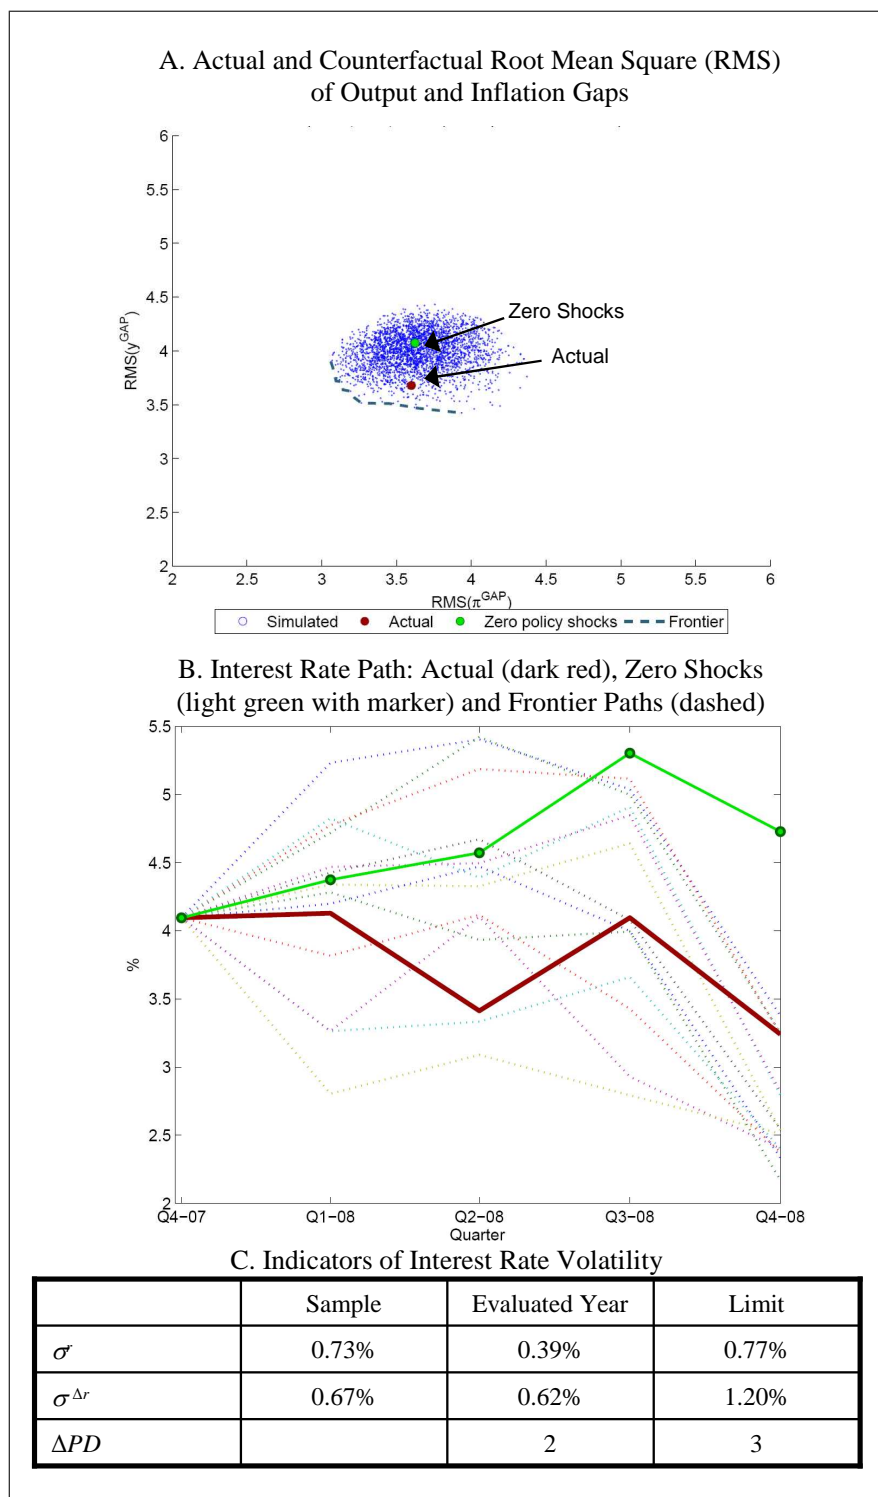 A. Actual and Counterfactual Root Mean Square (RMS)
of Output and Inflation Gaps
6
5.5
5
4.5
4
3.5
3
2.5
2
RMS(y^GAP)
Zero Shocks
Actual
2 2.5 3 3.5 4 4.5 5 5.5 6
RMS(π^GAP)
Simulated Actual Zero policy shocks Frontier
B. Interest Rate Path: Actual (dark red), Zero Shocks
(light green with marker) and Frontier Paths (dashed)
5.5
5
4.5
4
3.5
3
2.5
2
%
Q4−07 Q1−08 Q2−08 Q3−08 Q4−08
Quarter
C. Indicators of Interest Rate Volatility
Sample Evaluated Year Limit
σ^r 0.73% 0.39% 0.77%
σ^Δr 0.67% 0.62% 1.20%
ΔPD 2 3